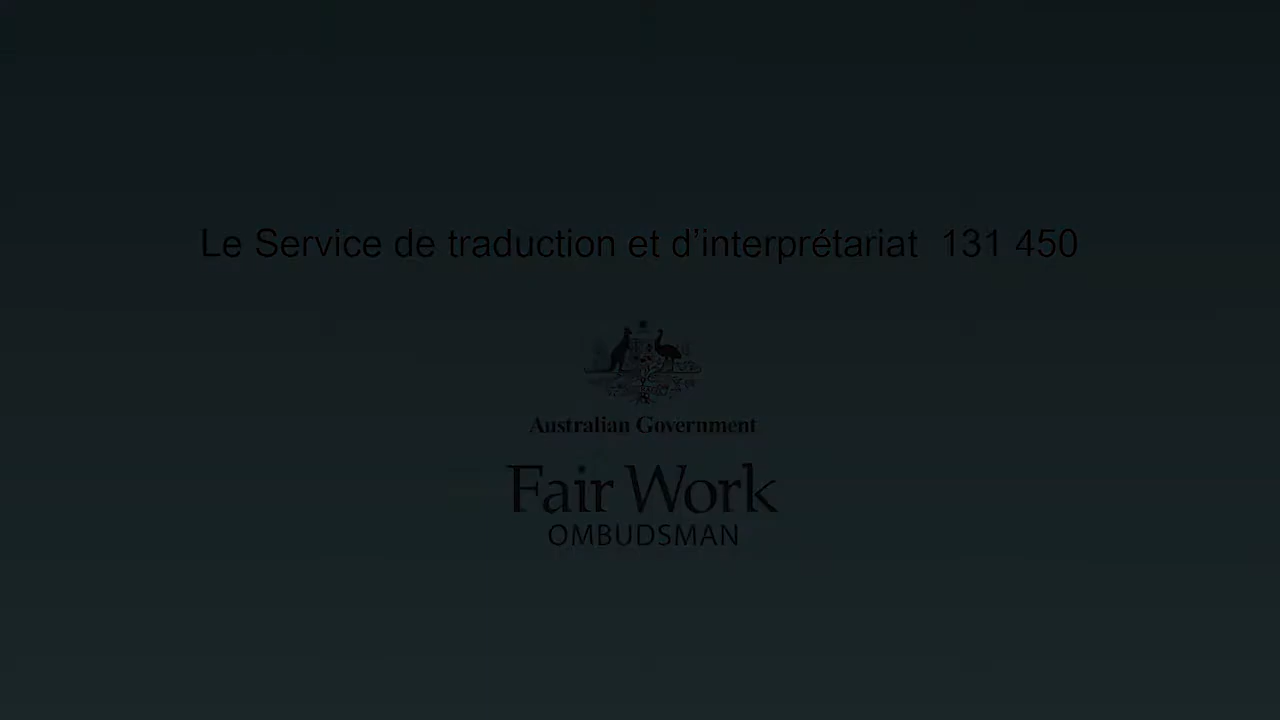 Le Service de traduction et d’interprétariat 131 450
Australian Government
Fair Work
OMBUDSMAN